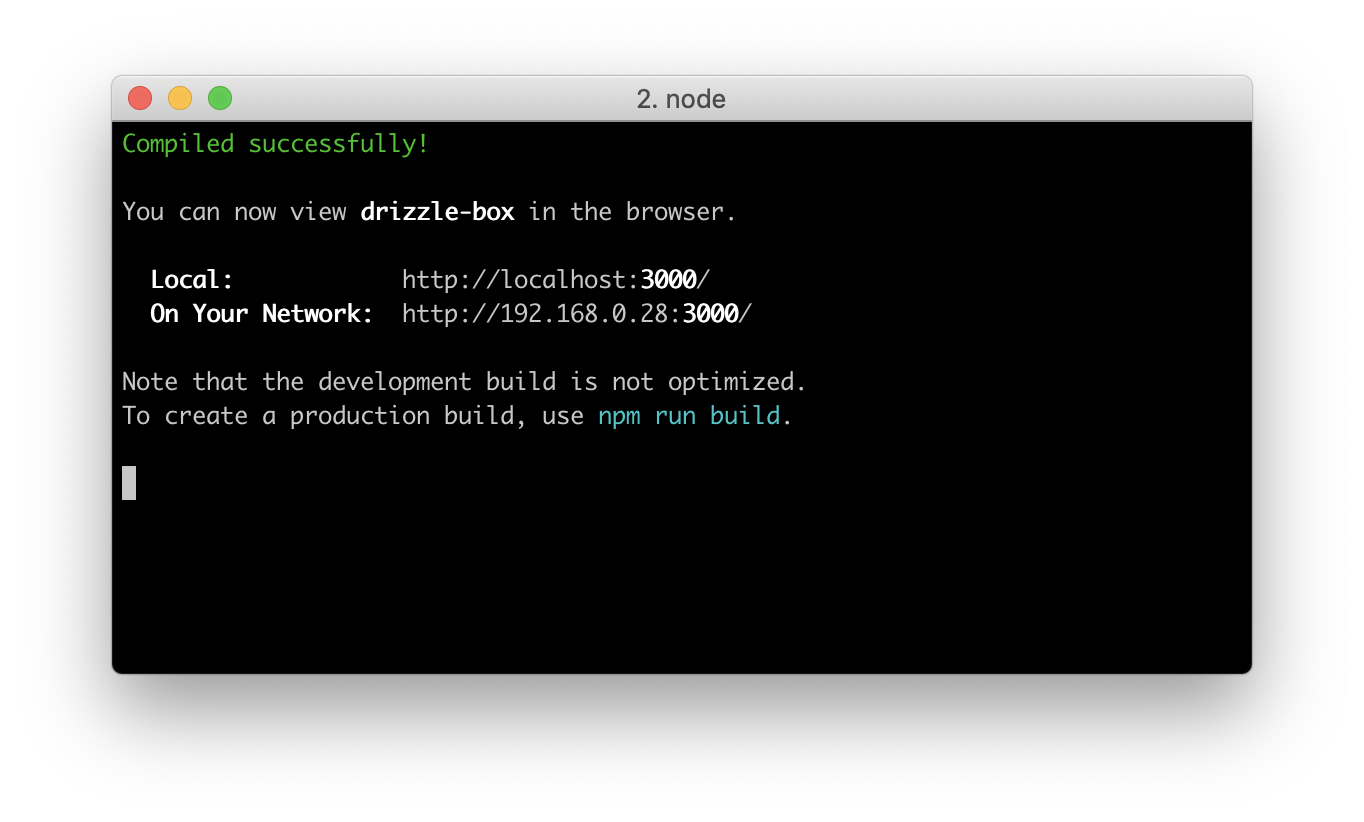 2. node
Compiled successfully!
You can now view drizzle-box in the browser.
Local: http://localhost:3000/
On Your Network: http://192.168.0.28:3000/
Note that the development build is not optimized.
To create a production build, use npm run build.